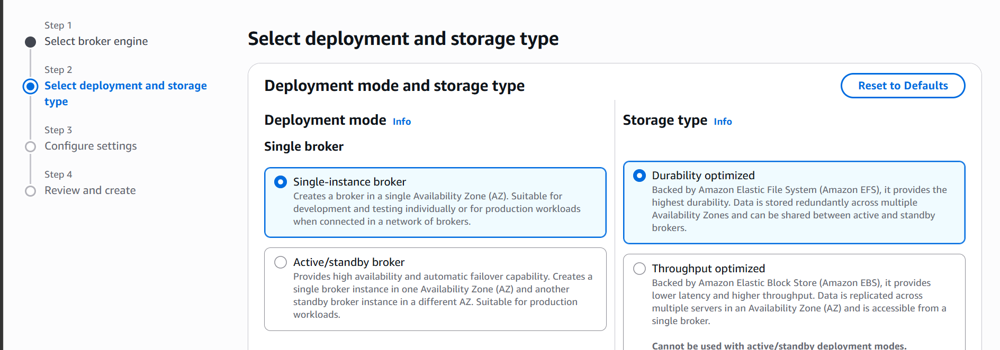 Step 1
Select broker engine
Step 2
Select deployment and storage
type
Step 3
Configure settings
Step 4
Review and create
Select deployment and storage type
Deployment mode and storage type
Reset to Defaults
Deployment mode Info
Single broker
Single-instance broker
Creates a broker in a single Availability Zone (AZ). Suitable for
development and testing individually or for production workloads
when connected in a network of brokers.
Active/standby broker
Provides high availability and automatic failover capability. Creates a
single broker instance in one Availability Zone (AZ) and another
standby broker instance in a different AZ. Suitable for production
workloads.
Storage type Info
Durability optimized
Backed by Amazon Elastic File System (Amazon EFS), it provides the
highest durability. Data is stored redundantly across multiple
Availability Zones and can be shared between active and standby
brokers.
Throughput optimized
Backed by Amazon Elastic Block Store (Amazon EBS), it provides
lower latency and higher throughput. Data is replicated across
multiple servers in an Availability Zone (AZ) and is accessible from a
single broker.
Cannot be used with active/standby deployment modes.